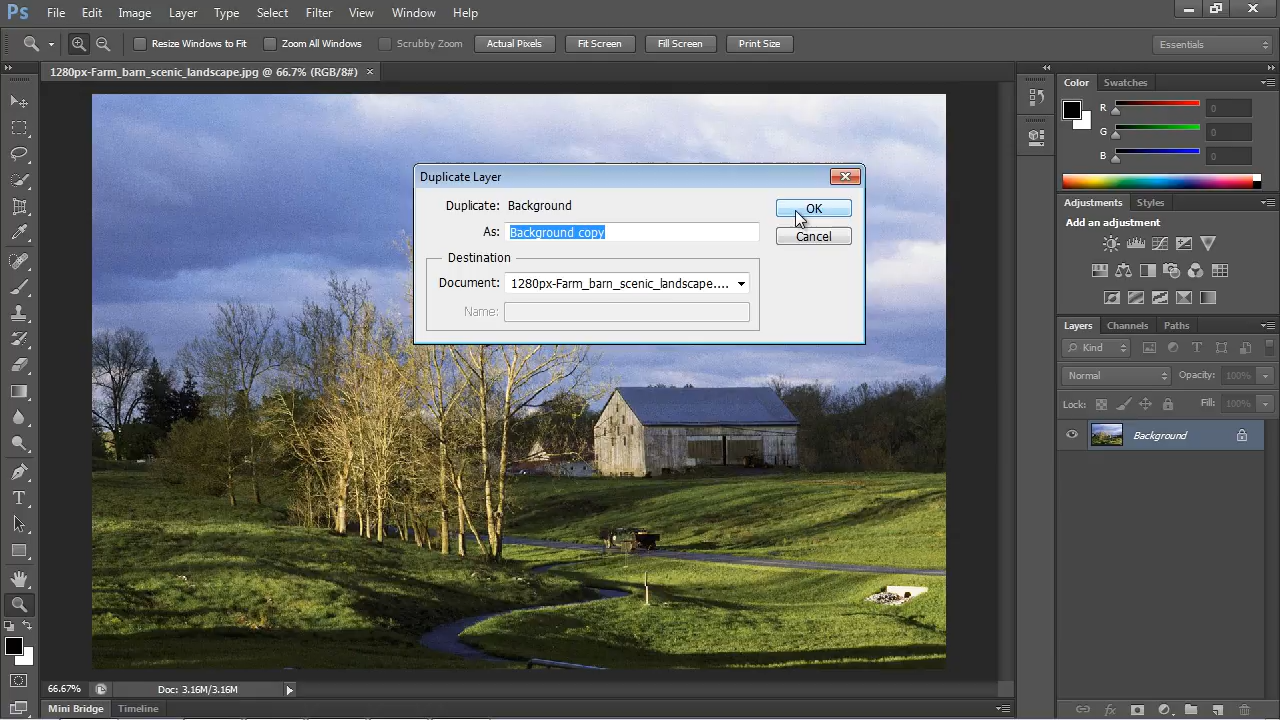 Ps File Edit Image Layer Type Select Filter View Window Help
Resize Windows to Fit Zoom All Windows Scrubby Zoom Actual Pixels Fit Screen Fill Screen Print Size Essentials
1280px-Farm_barn_scenic_landscape.jpg @ 66.7% (RGB/8#) ×
Duplicate Layer
Duplicate: Background
As: Background copy
OK
Cancel
Destination
Document: 1280px-Farm_barn_scenic_landscape....
Name:
Color Swatches
R 0
G 0
B 0
Adjustments Styles
Add an adjustment
Layers Channels Paths
Kind
Normal Opacity: 100%
Lock: Fill: 100%
Background
T
66.67% Doc: 3.16M/3.16M
Mini Bridge Timeline